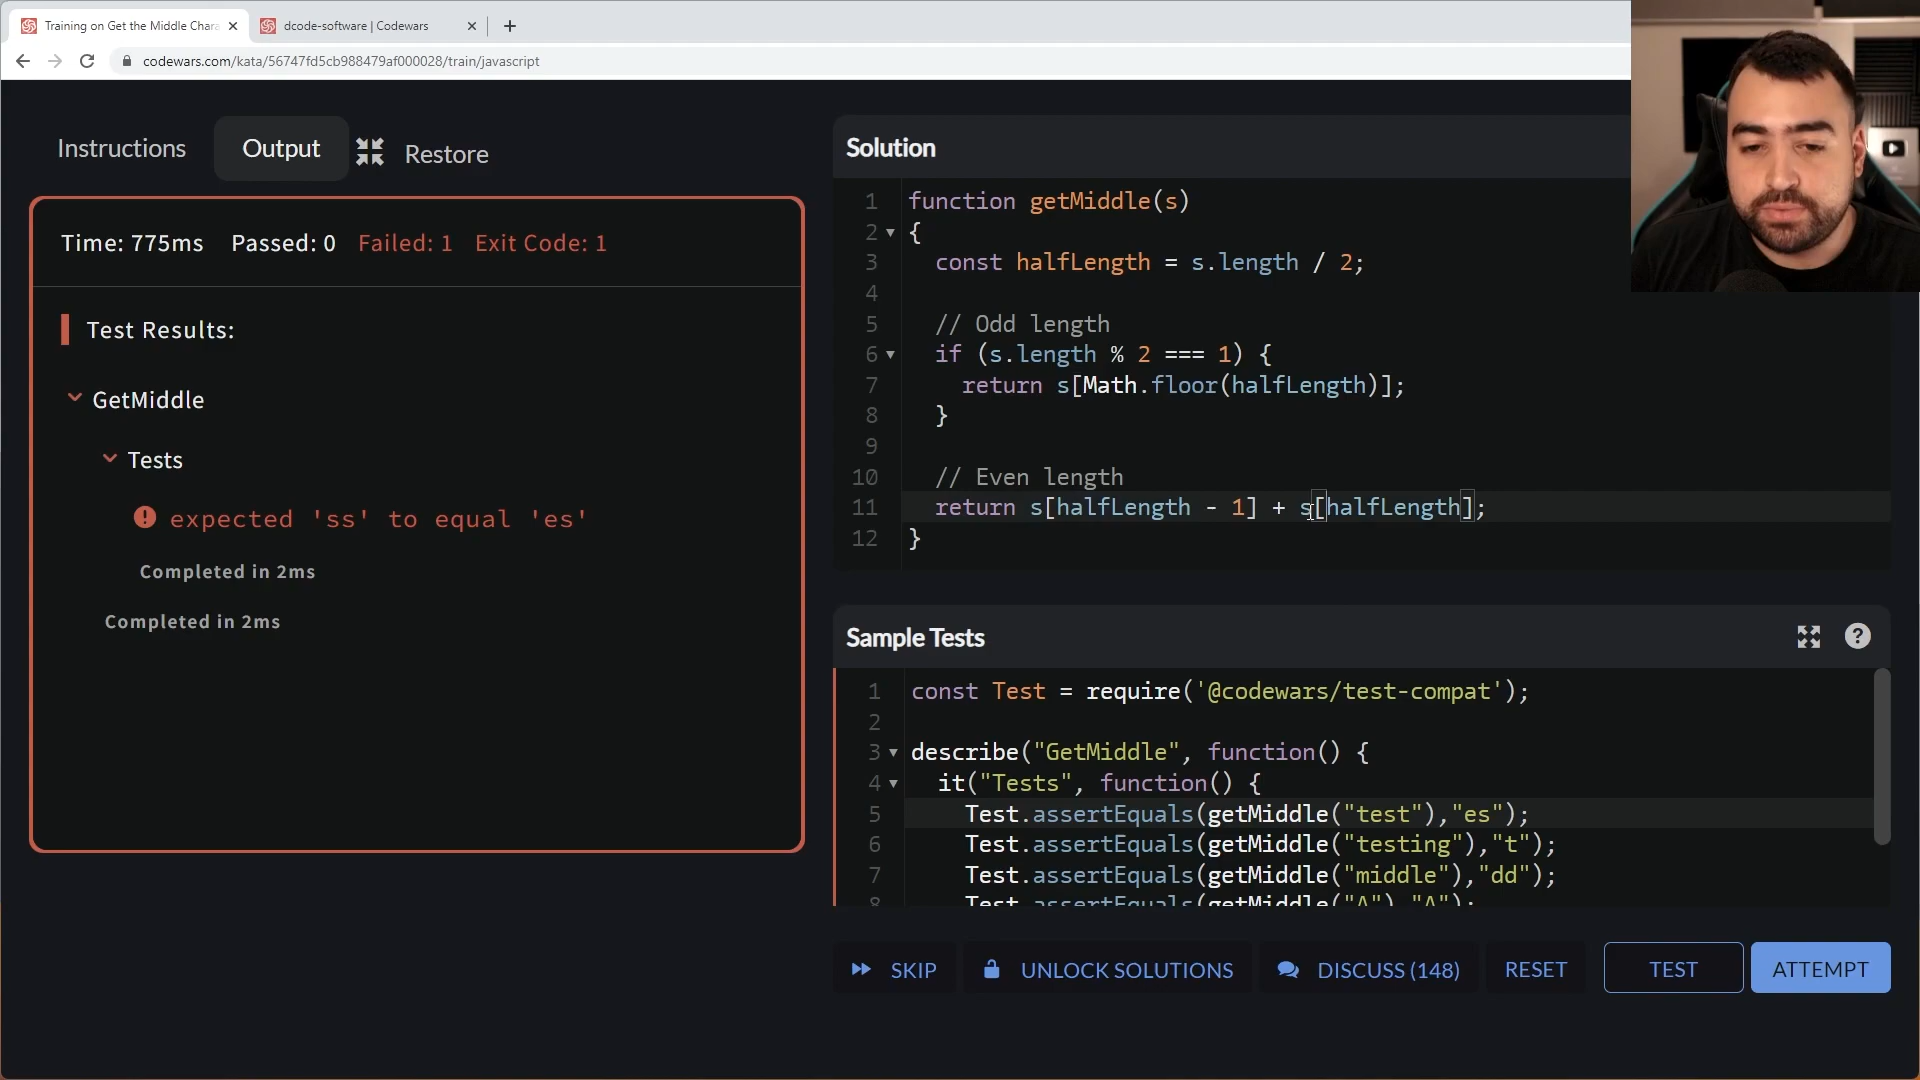 Training on Get the Middle Chara
dcode-software | Codewars
codewars.com/kata/56747fd5cb988479af000028/train/javascript
Instructions
Output
Restore
Time: 775ms Passed: 0 Failed: 1 Exit Code: 1
Test Results:
GetMiddle
Tests
expected 'ss' to equal 'es'
Completed in 2ms
Completed in 2ms
Solution
1 function getMiddle(s)
2 {
3 const halfLength = s.length / 2;
4
5 // Odd length
6 if (s.length % 2 === 1) {
7 return s[Math.floor(halfLength)];
8 }
9
10 // Even length
11 return s[halfLength - 1] + s[halfLength];
12 }
Sample Tests
?
1 const Test = require('@codewars/test-compat');
2
3 describe("GetMiddle", function() {
4 it("Tests", function() {
5 Test.assertEquals(getMiddle("test"),"es");
6 Test.assertEquals(getMiddle("testing"),"t");
7 Test.assertEquals(getMiddle("middle"),"dd");
8 Test.assertEquals(getMiddle("A"),"A");
SKIP
UNLOCK SOLUTIONS
DISCUSS (148)
RESET
TEST
ATTEMPT